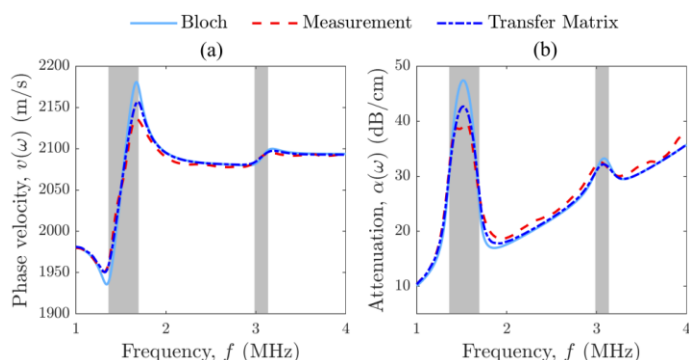 Bloch Measurement Transfer Matrix
(a) (b)
Phase velocity, v(ω) (m/s)
2200
2150
2100
2050
2000
1950
1900
1 2 3 4
Frequency, f (MHz)
Attenuation, α(ω) (dB/cm)
50
40
30
20
10
1 2 3 4
Frequency, f (MHz)